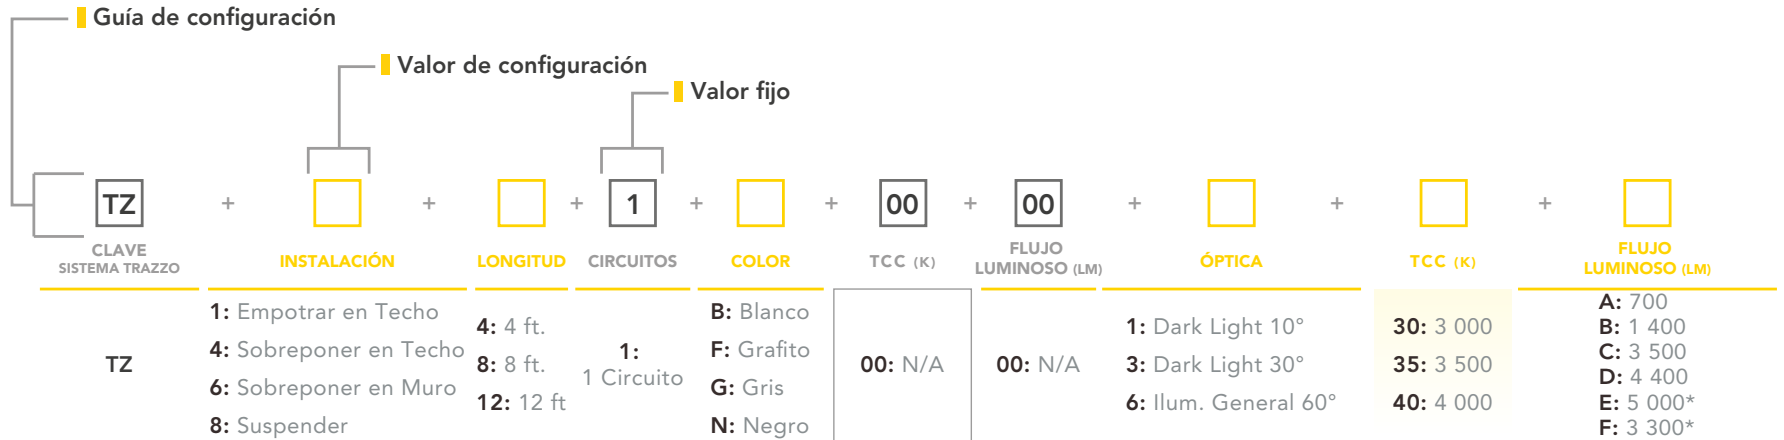 Guía de configuración
Valor de configuración
Valor fijo
TZ + + + 1 + + 00 + 00 + + +
CLAVE
SISTEMA TRAZZO
INSTALACIÓN
LONGITUD
CIRCUITOS
COLOR
TCC (K)
FLUJO
LUMINOSO (LM)
ÓPTICA
TCC (K)
FLUJO
LUMINOSO (LM)
TZ
1: Empotrar en Techo
4: Sobreponer en Techo
6: Sobreponer en Muro
8: Suspender
4: 4 ft.
8: 8 ft.
12: 12 ft
1:
1 Circuito
B: Blanco
F: Grafito
G: Gris
N: Negro
00: N/A
00: N/A
1: Dark Light 10°
3: Dark Light 30°
6: Ilum. General 60°
30: 3 000
35: 3 500
40: 4 000
A: 700
B: 1 400
C: 3 500
D: 4 400
E: 5 000*
F: 3 300*